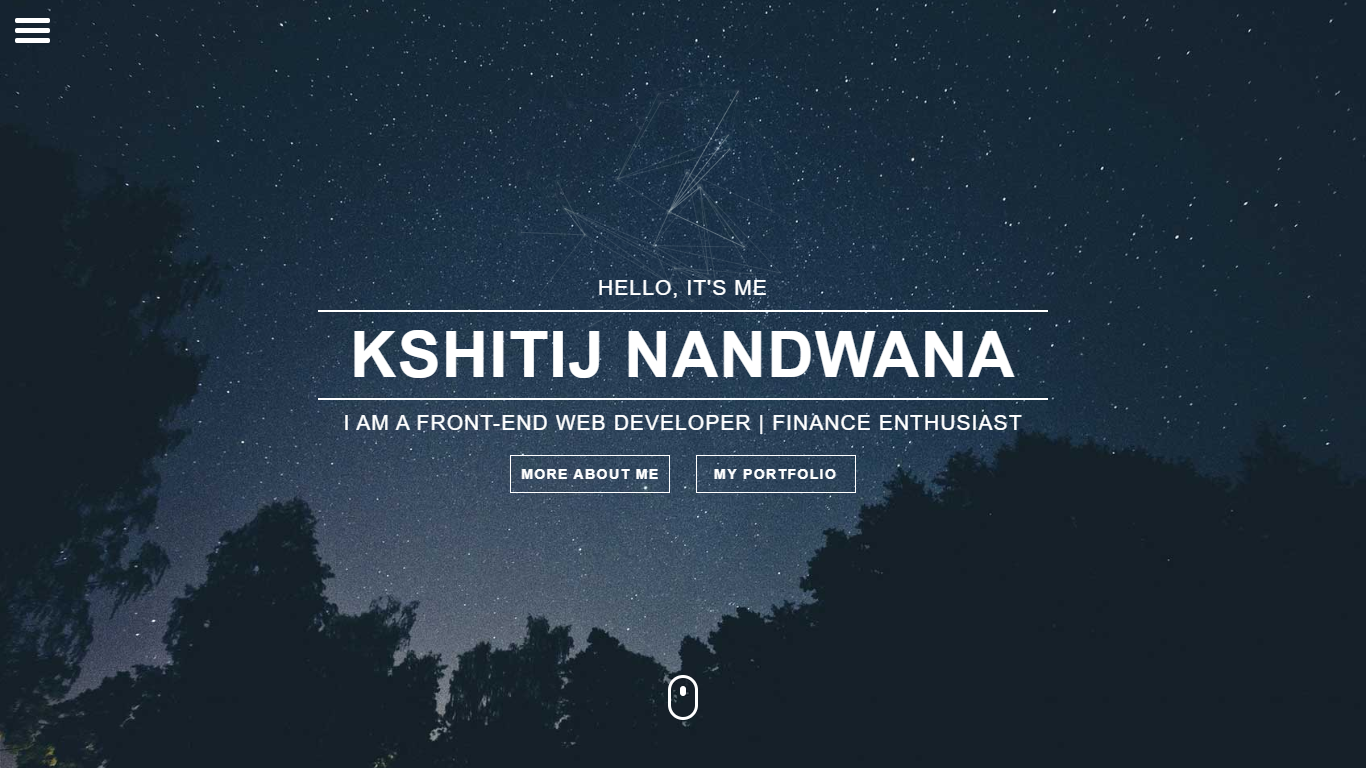 HELLO, IT'S ME
KSHITIJ NANDWANA
I AM A FRONT-END WEB DEVELOPER | FINANCE ENTHUSIAST
MORE ABOUT ME
MY PORTFOLIO